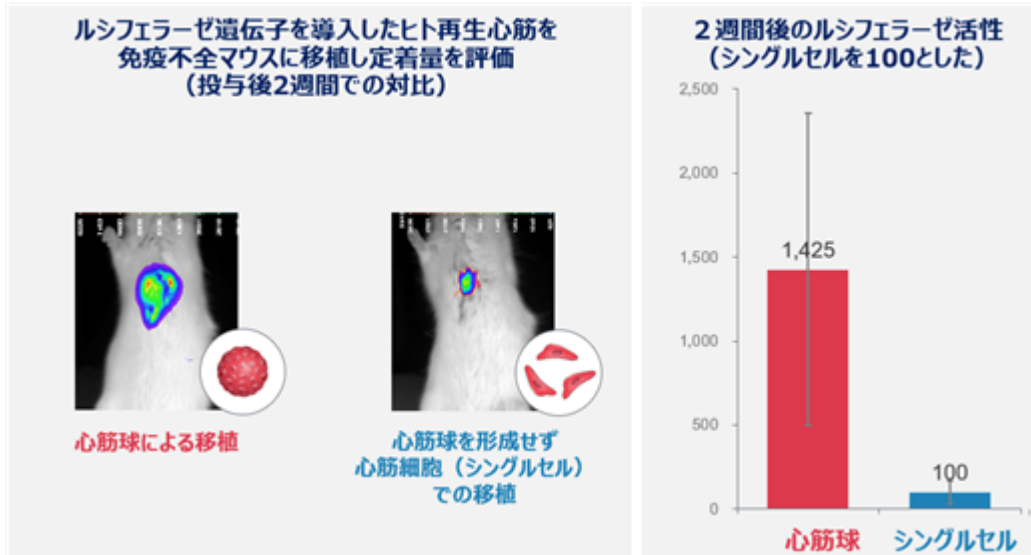 ルシフェラーゼ遺伝子を導入したヒト再生心筋を
免疫不全マウスに移植し定着量を評価
（投与後2週間での対比）
心筋球による移植
心筋球を形成せず
心筋細胞（シングルセル）
での移植
２週間後のルシフェラーゼ活性
（シングルセルを100とした）
2,500
2,000
1,500
1,000
500
0
1,425
100
心筋球
シングルセル